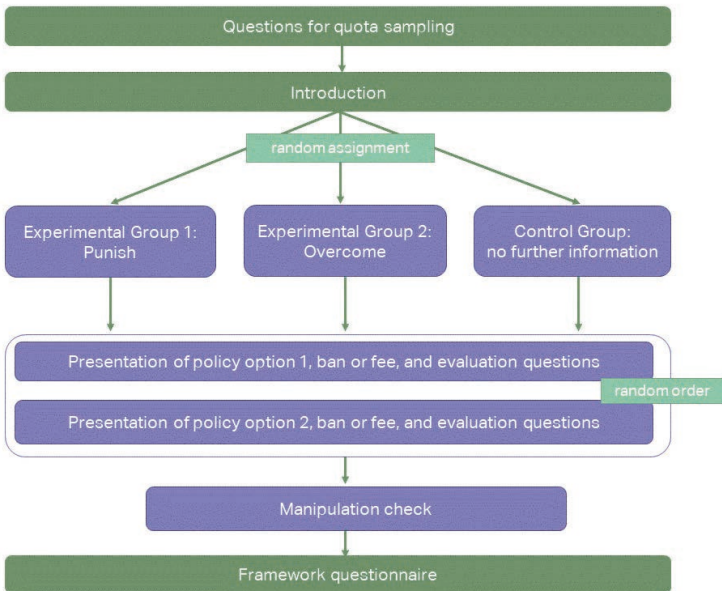 Questions for quota sampling
Introduction
random assignment
Experimental Group 1:
Punish
Experimental Group 2:
Overcome
Control Group:
no further information
Presentation of policy option 1, ban or fee, and evaluation questions
random order
Presentation of policy option 2, ban or fee, and evaluation questions
Manipulation check
Framework questionnaire